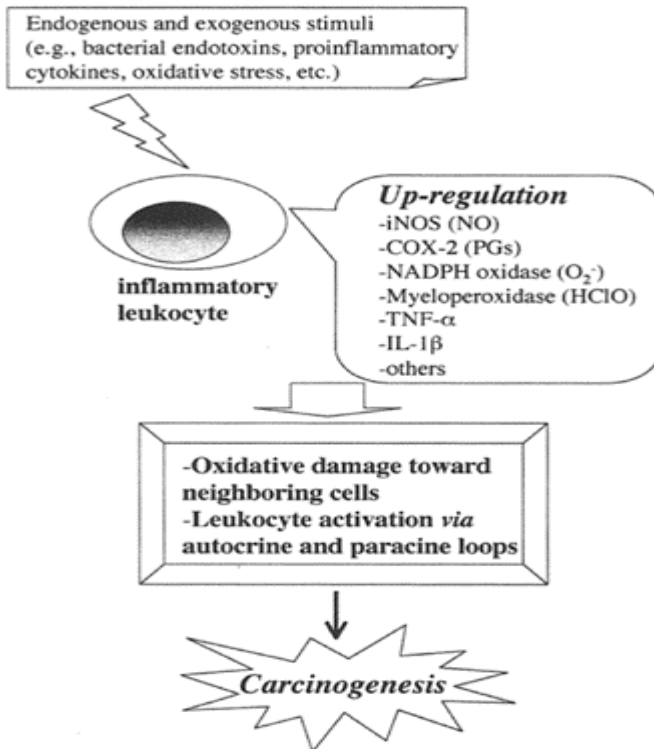 Endogenous and exogenous stimuli
(e.g., bacterial endotoxins, proinflammatory
cytokines, oxidative stress, etc.)
Up-regulation
-iNOS (NO)
-COX-2 (PGs)
-NADPH oxidase (O₂⁻)
-Myeloperoxidase (HClO)
-TNF-α
-IL-1β
-others
inflammatory
leukocyte
-Oxidative damage toward
neighboring cells
-Leukocyte activation via
autocrine and paracine loops
Carcinogenesis